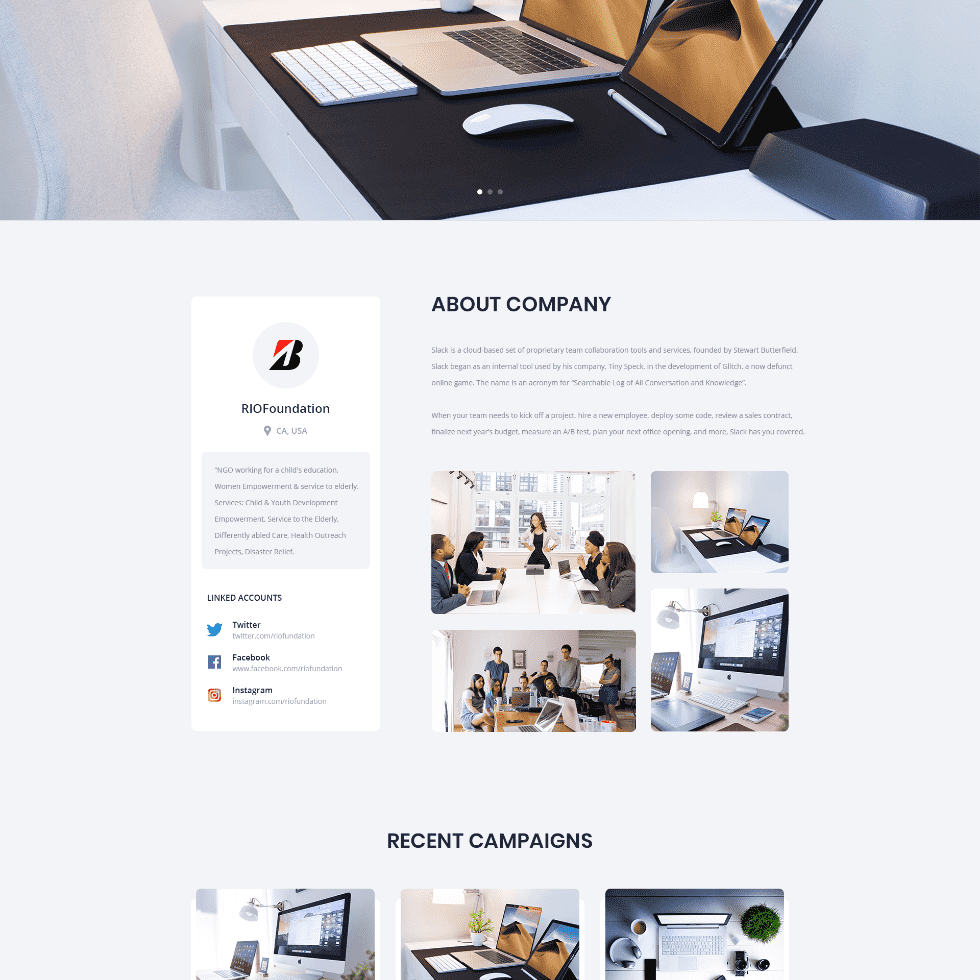 RIOFoundation
CA, USA
"NGO working for a child's education,
Women Empowerment & service to elderly.
Services: Child & Youth Development
Empowerment, Service to the Elderly,
Differently abled Care, Health Outreach
Projects, Disaster Relief.
LINKED ACCOUNTS
Twitter
twitter.com/riofundation
Facebook
www.facebook.com/riofundation
Instagram
instagram.com/riofundation
ABOUT COMPANY
Slack is a cloud-based set of proprietary team collaboration tools and services, founded by Stewart Butterfield.
Slack began as an internal tool used by his company, Tiny Speck, in the development of Glitch, a now defunct
online game. The name is an acronym for "Searchable Log of All Conversation and Knowledge".
When your team needs to kick off a project, hire a new employee, deploy some code, review a sales contract,
finalize next year's budget, measure an A/B test, plan your next office opening, and more, Slack has you covered.
RECENT CAMPAIGNS